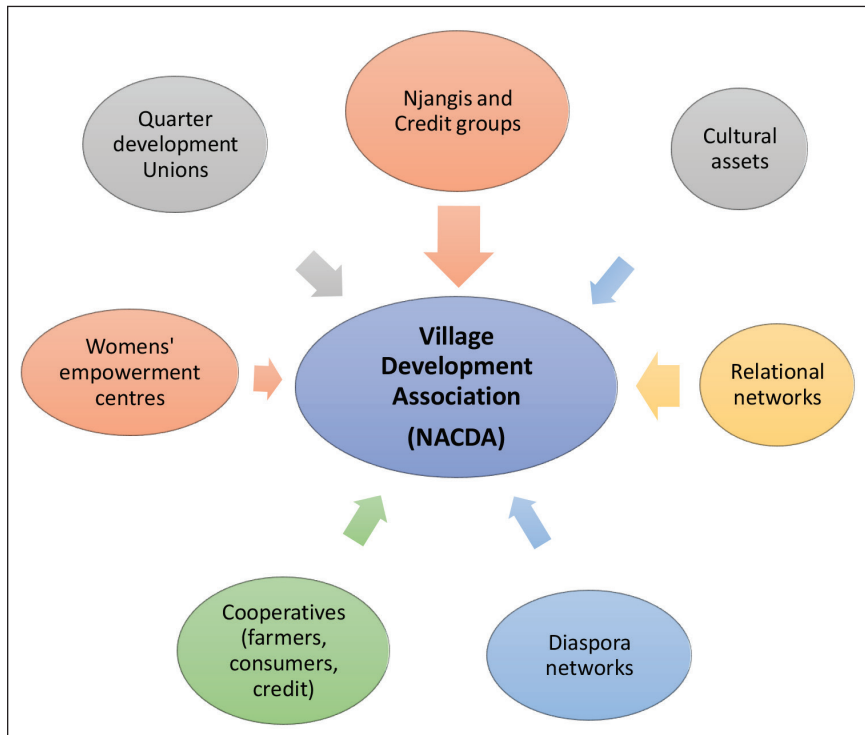 Quarter
development
Unions
Njangis and
Credit groups
Cultural
assets
Womens'
empowerment
centres
Village
Development
Association
(NACDA)
Relational
networks
Cooperatives
(farmers,
consumers,
credit)
Diaspora
networks